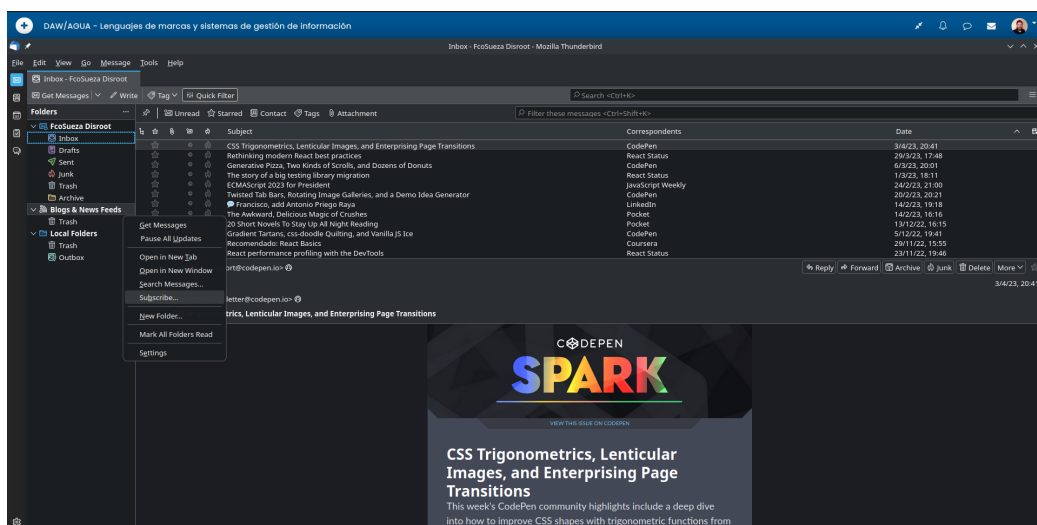 DAW/AGUA - Lenguajes de marcas y sistemas de gestión de información
Inbox - FcoSueza Disroot - Mozilla Thunderbird
File Edit View Go Message Tools Help
Inbox - FcoSueza Disroot
Get Messages Write Tag Quick Filter Search <Ctrl+K>
Folders ... Unread Starred Contact Tags Attachment Filter these messages <Ctrl+Shift+K>
FcoSueza Disroot
Inbox
Drafts
Sent
Junk
Trash
Archive
Blogs & News Feeds
Trash
Local Folders
Trash
Outbox
Subject Correspondents Date
CSS Trigonometrics, Lenticular Images, and Enterprising Page Transitions CodePen 3/4/23, 20:41
Rethinking modern React best practices React Status 29/3/23, 17:48
Generative Pizza, Two Kinds of Scrolls, and Dozens of Donuts CodePen 6/3/23, 20:01
The story of a big testing library migration React Status 1/3/23, 18:11
ECMAScript 2023 for President JavaScript Weekly 24/2/23, 21:00
Twisted Tab Bars, Rotating Image Galleries, and a Demo Idea Generator CodePen 20/2/23, 20:21
Francisco, add Antonio Priego Raya LinkedIn 14/2/23, 19:18
The Awkward, Delicious Magic of Crushes Pocket 14/2/23, 16:16
20 Short Novels To Stay Up All Night Reading Pocket 13/12/22, 16:15
Gradient Tartans, css-doodle Quilting, and Vanilla JS Ice CodePen 5/12/22, 19:41
Recomendado: React Basics Coursera 29/11/22, 15:55
React performance profiling with the DevTools React Status 23/11/22, 19:46
Get Messages
Pause All Updates
Open in New Tab
Open in New Window
Search Messages...
Subscribe...
New Folder...
Mark All Folders Read
Settings
ort@codepen.io> Reply Forward Archive Junk Delete More
3/4/23, 20:41
letter@codepen.io>
trics, Lenticular Images, and Enterprising Page Transitions
CODEPEN
SPARK
VIEW THIS ISSUE ON CODEPEN
CSS Trigonometrics, Lenticular
Images, and Enterprising Page
Transitions
This week's CodePen community highlights include a deep dive
into how to improve CSS shapes with trigonometric functions from